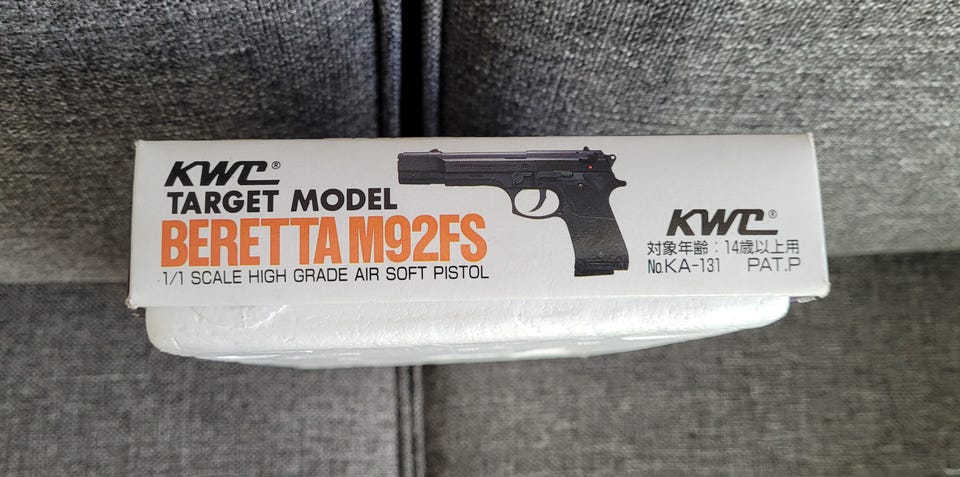 KWC®
TARGET MODEL
BERETTA M92FS
1/1 SCALE HIGH GRADE AIR SOFT PISTOL
KWC®
対象年齢：14歳以上用
No.KA-131 PAT.P